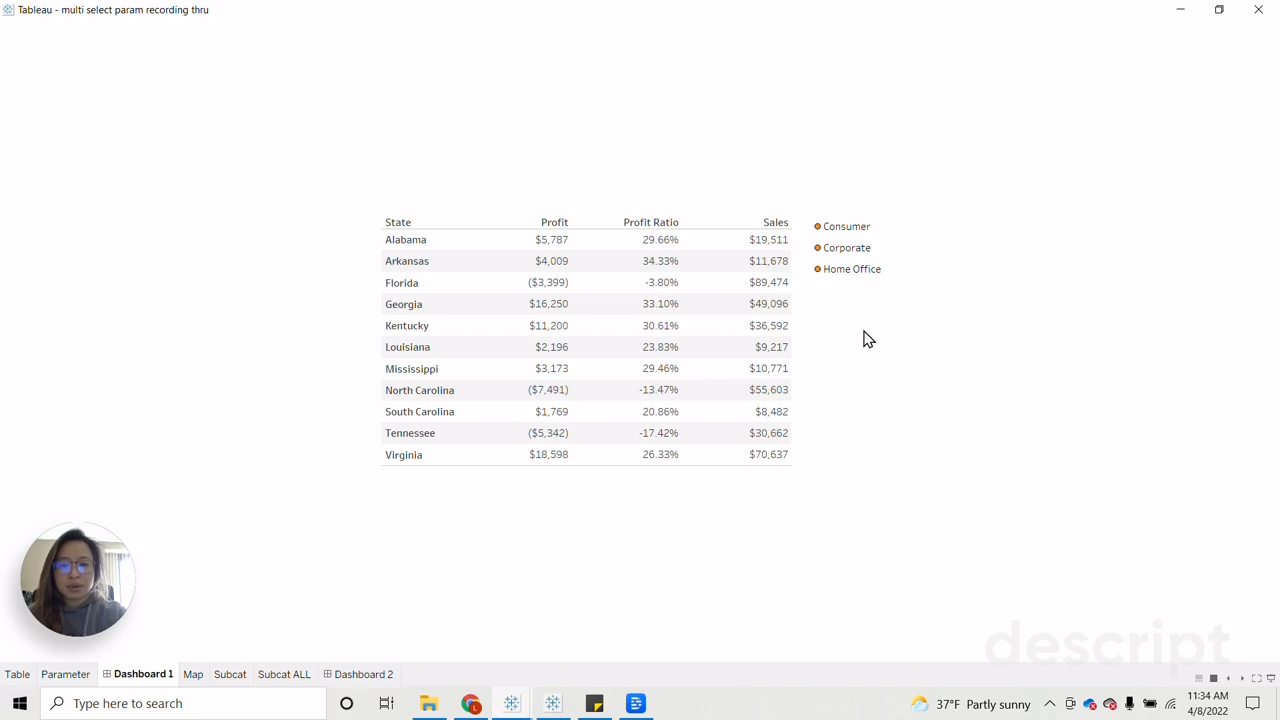 Tableau - multi select param recording thru
State Profit Profit Ratio Sales
Alabama $5,787 29.66% $19,511
Arkansas $4,009 34.33% $11,678
Florida ($3,399) -3.80% $89,474
Georgia $16,250 33.10% $49,096
Kentucky $11,200 30.61% $36,592
Louisiana $2,196 23.83% $9,217
Mississippi $3,173 29.46% $10,771
North Carolina ($7,491) -13.47% $55,603
South Carolina $1,769 20.86% $8,482
Tennessee ($5,342) -17.42% $30,662
Virginia $18,598 26.33% $70,637
Consumer
Corporate
Home Office
descript
Table Parameter Dashboard 1 Map Subcat Subcat ALL Dashboard 2
Type here to search
37°F Partly sunny
11:34 AM
4/8/2022